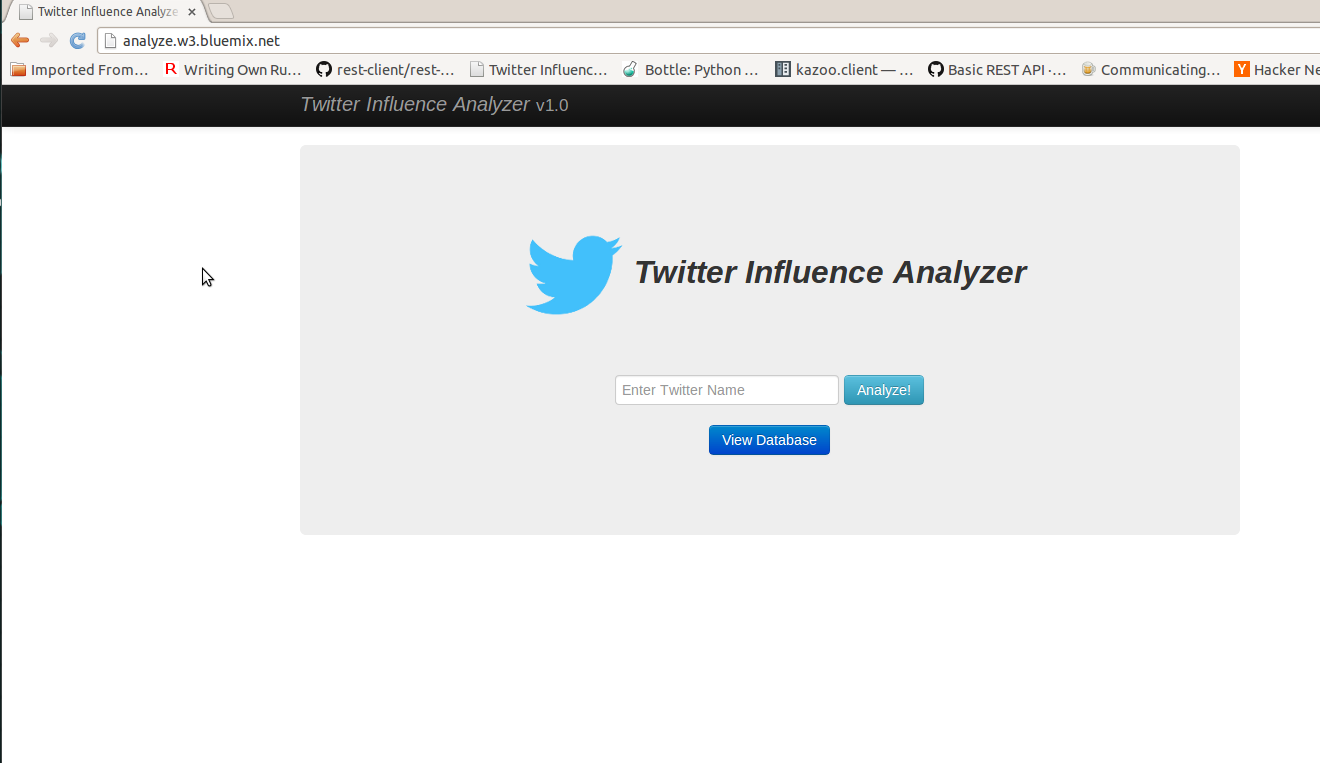 Twitter Influence Analyze
analyze.w3.bluemix.net
Imported From... R Writing Own Ru... rest-client/rest-... Twitter Influenc... Bottle: Python ... kazoo.client — ... Basic REST API ·... Communicating... Y Hacker Ne
Twitter Influence Analyzer v1.0
Twitter Influence Analyzer
Enter Twitter Name Analyze!
View Database